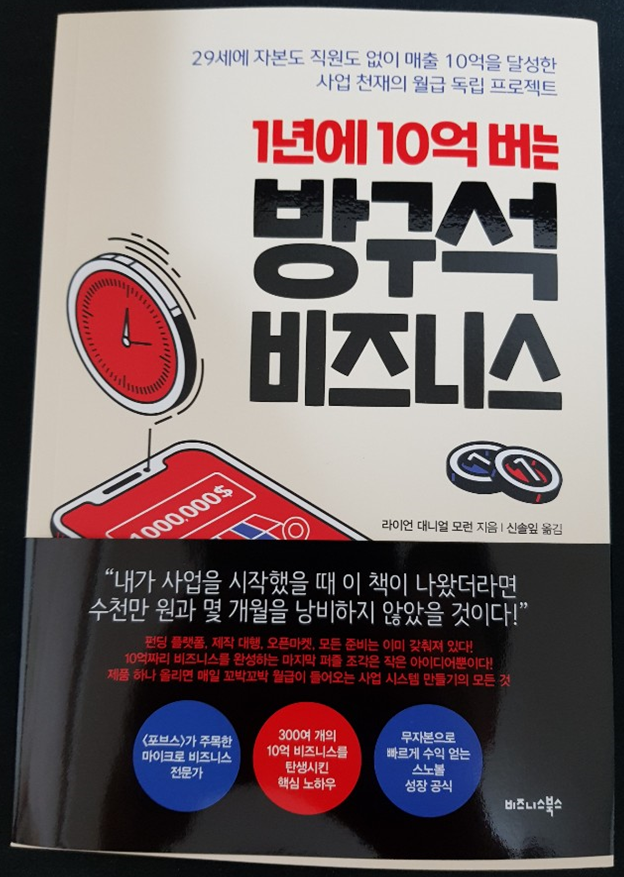 29세에 자본도 직원도 없이 매출 10억을 달성한
사업 천재의 월급 독립 프로젝트
1년에 10억 버는
방구석
비즈니스
1000,000$
라이언 대니얼 모런 지음 | 신솔잎 옮김
“내가 사업을 시작했을 때 이 책이 나왔더라면
수천만 원과 몇 개월을 낭비하지 않았을 것이다!”
펀딩 플랫폼, 제작 대행, 오픈마켓, 모든 준비는 이미 갖춰져 있다!
10억짜리 비즈니스를 완성하는 마지막 퍼즐 조각은 작은 아이디어뿐이다!
제품 하나 올리면 매일 꼬박꼬박 월급이 들어오는 사업 시스템 만들기의 모든 것
〈포브스〉가 주목한
마이크로 비즈니스
전문가
300여 개의
10억 비즈니스를
탄생시킨
핵심 노하우
무자본으로
빠르게 수익 얻는
스노볼
성장 공식
비즈니스북스